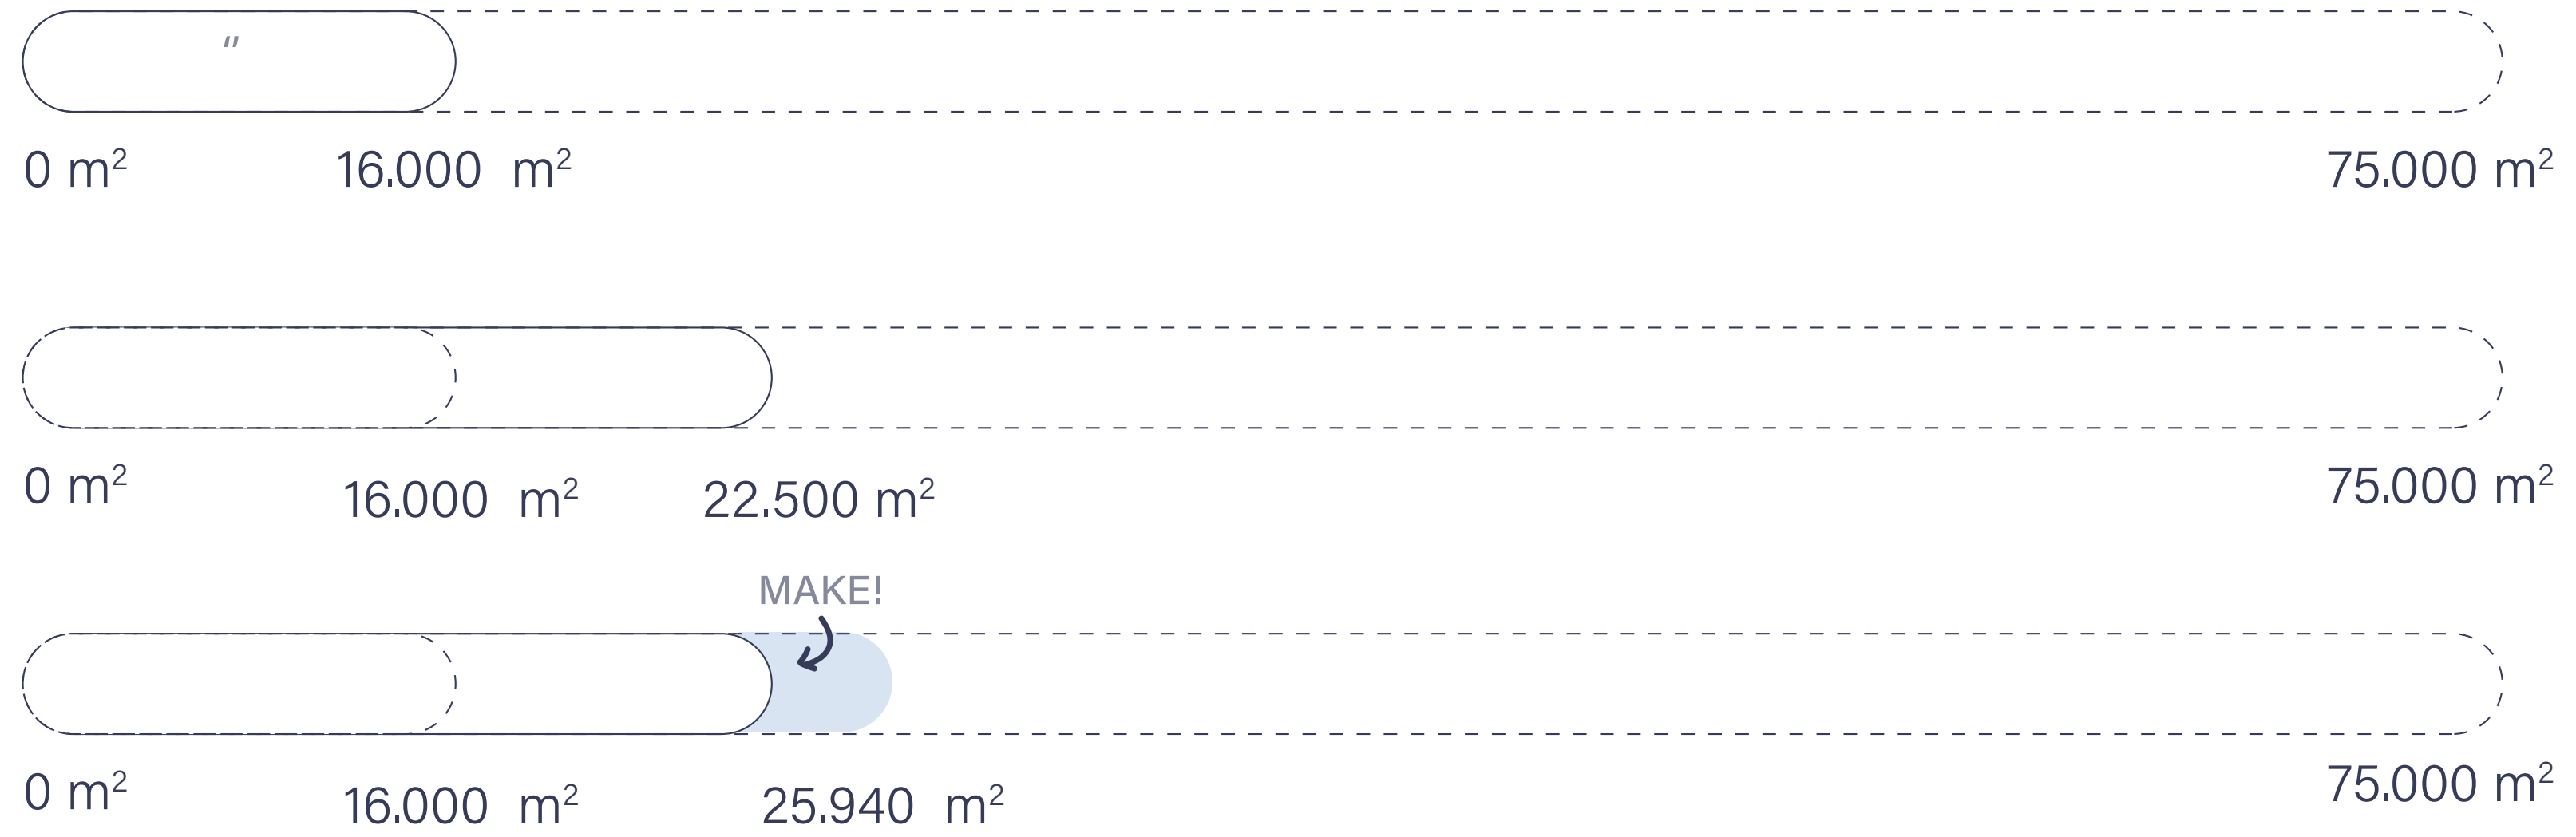 "
0 m² 16.000 m² 75.000 m²
0 m² 16.000 m² 22.500 m² 75.000 m²
MAKE!
0 m² 16.000 m² 25.940 m² 75.000 m²